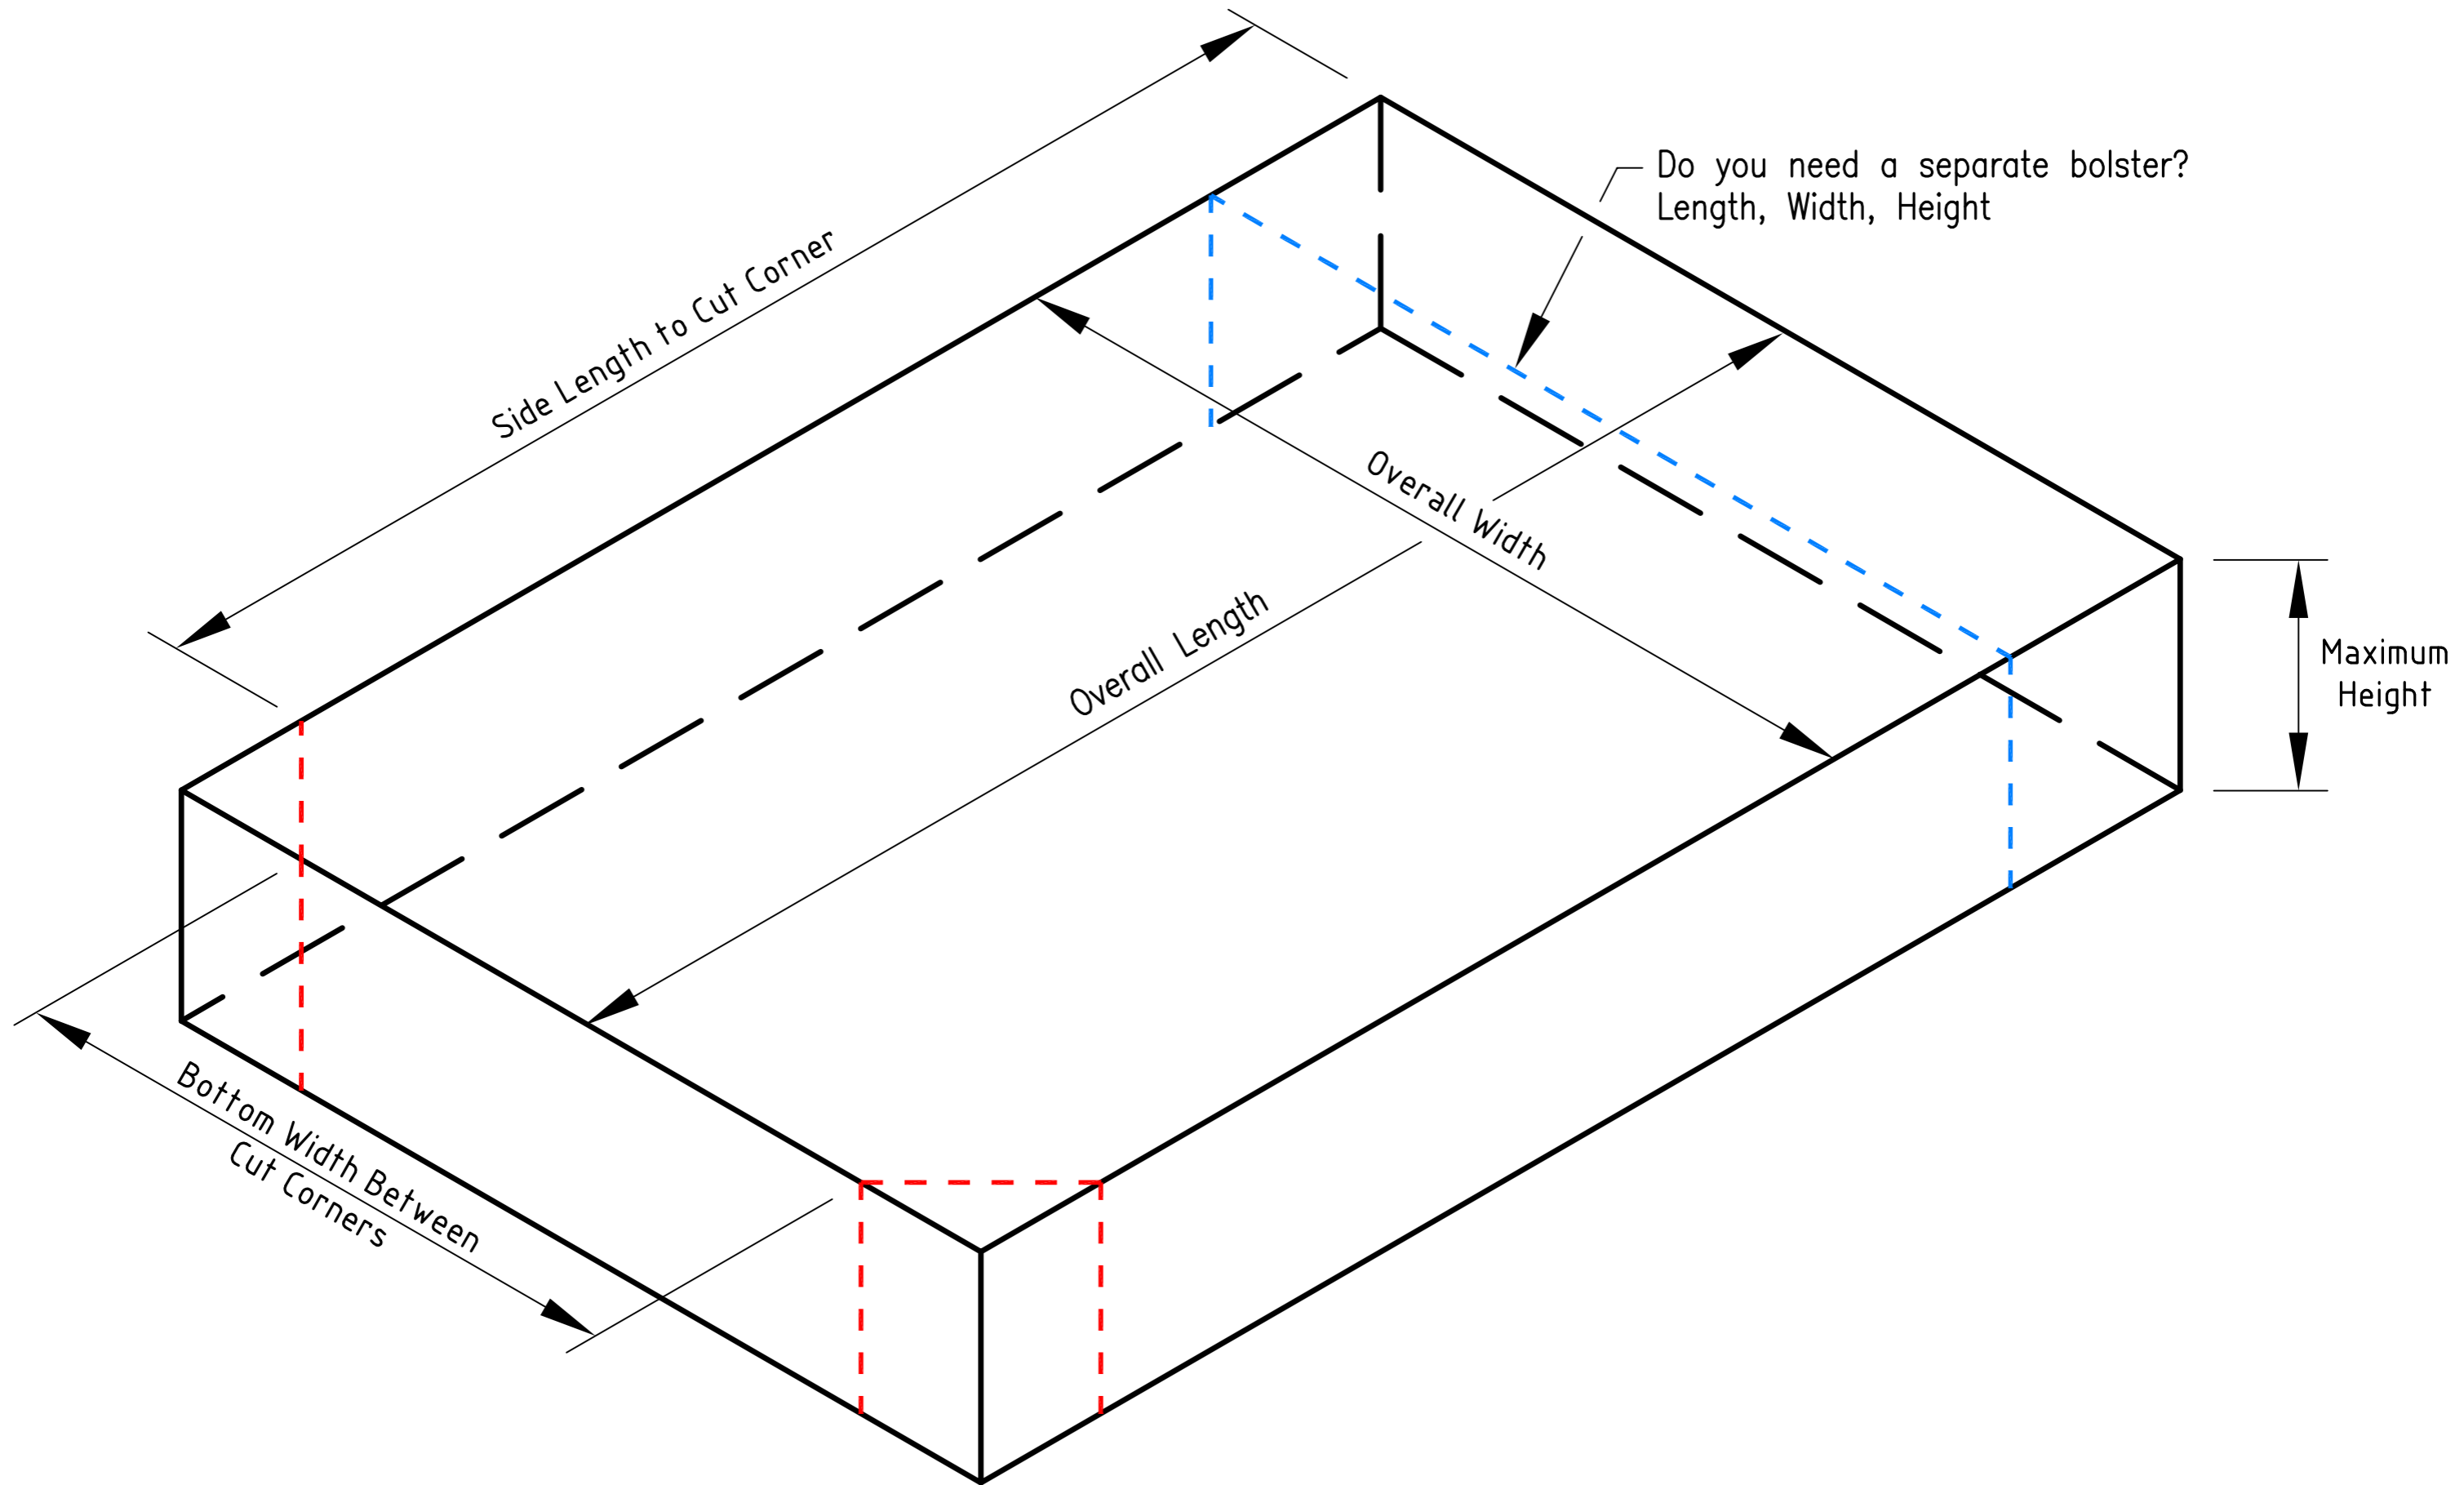 Side Length to Cut Corner
Do you need a separate bolster?
Length, Width, Height
Overall Width
Overall Length
Maximum
Height
Bottom Width Between
Cut Corners